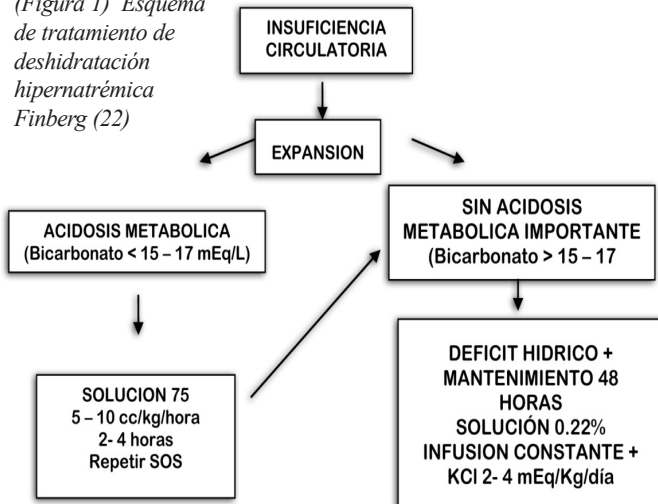 (Figura 1) Esquema
de tratamiento de
deshidratación
hipernatrémica
Finberg (22)
INSUFICIENCIA
CIRCULATORIA
EXPANSION
ACIDOSIS METABOLICA
(Bicarbonato < 15 – 17 mEq/L)
SIN ACIDOSIS
METABOLICA IMPORTANTE
(Bicarbonato > 15 – 17
SOLUCION 75
5 – 10 cc/kg/hora
2- 4 horas
Repetir SOS
DEFICIT HIDRICO +
MANTENIMIENTO 48
HORAS
SOLUCIÓN 0.22%
INFUSION CONSTANTE +
KCl 2- 4 mEq/Kg/día